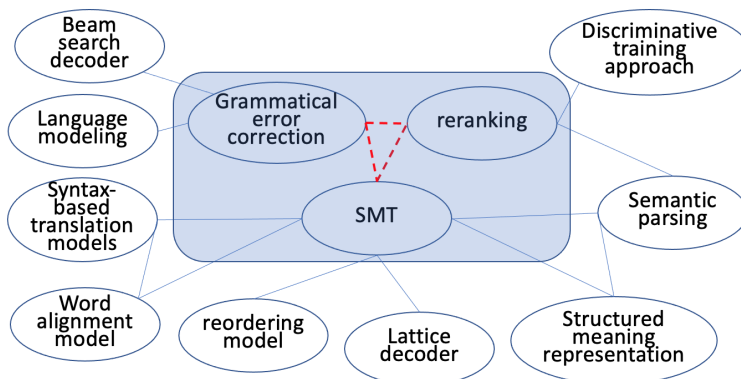 Beam
search
decoder
Discriminative
training
approach
Grammatical
error
correction
reranking
Language
modeling
Syntax-
based
translation
models
SMT
Semantic
parsing
Word
alignment
model
reordering
model
Lattice
decoder
Structured
meaning
representation